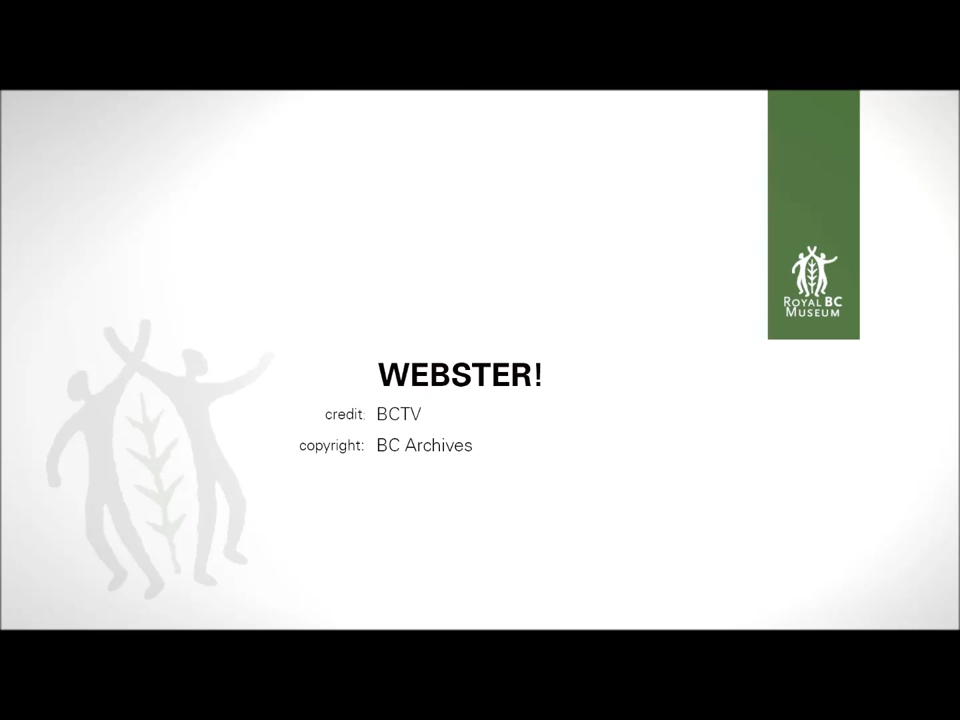 ROYAL BC
MUSEUM
WEBSTER!
credit: BCTV
copyright: BC Archives